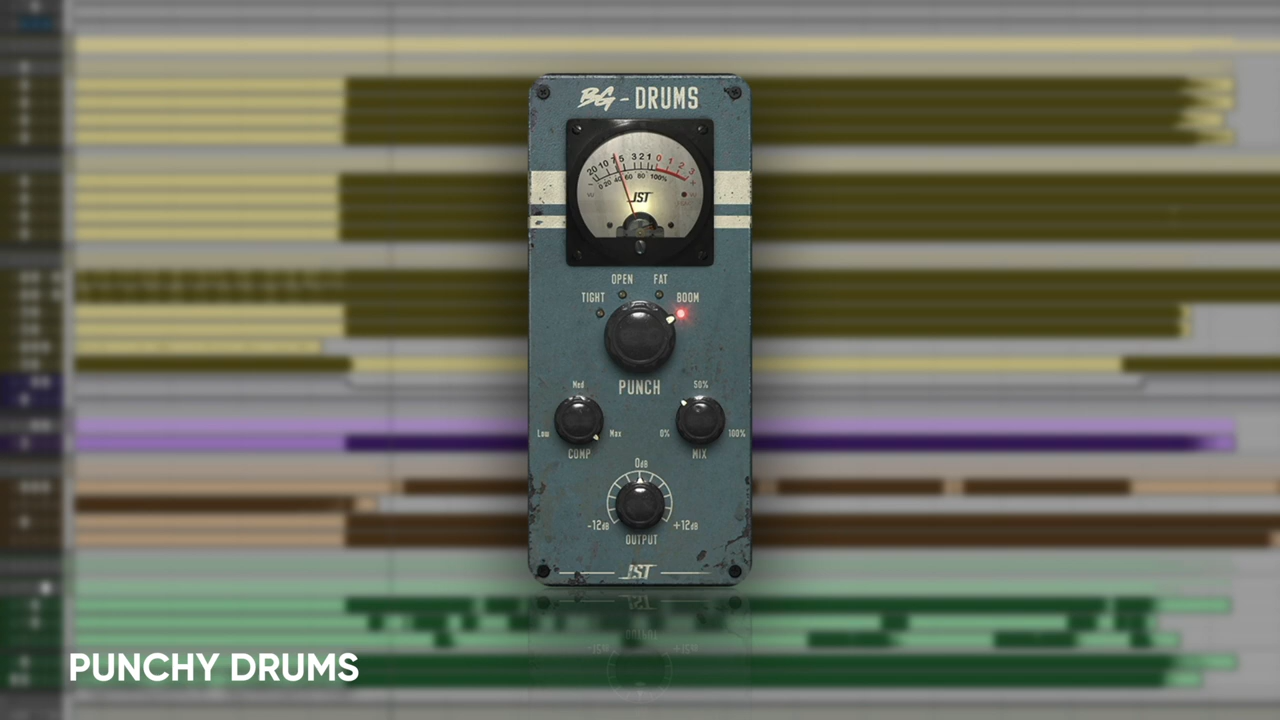 BG-DRUMS
20 10 7 5 3 2 1 0 1 2 3
0 20 40 60 80 100%
JST
OPEN FAT
TIGHT BOOM
PUNCH
Med 50%
Low Max 0% 100%
COMP MIX
0dB
-12dB +12dB
OUTPUT
JST
PUNCHY DRUMS